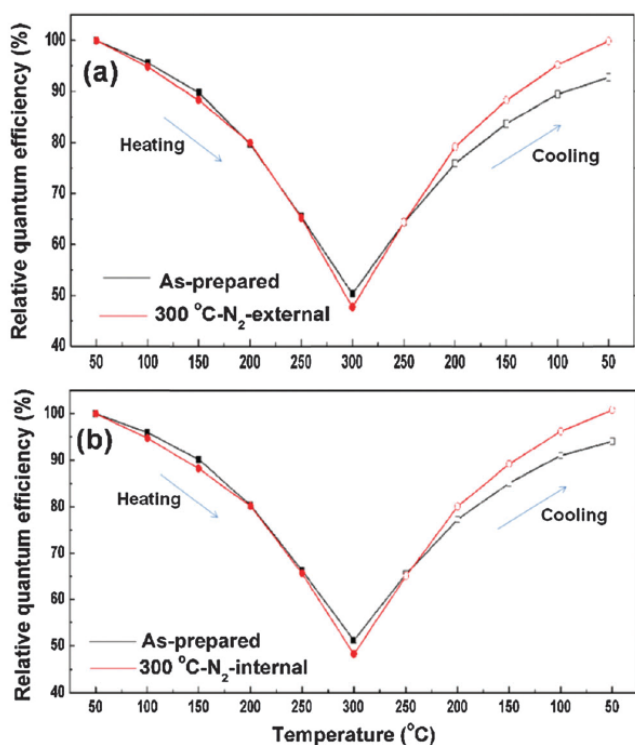 Relative quantum efficiency (%)
100
90
80
70
60
50
40
(a)
Heating
Cooling
As-prepared
300 °C-N₂-external
50 100 150 200 250 300 250 200 150 100 50
Relative quantum efficiency (%)
100
90
80
70
60
50
40
(b)
Heating
Cooling
As-prepared
300 °C-N₂-internal
50 100 150 200 250 300 250 200 150 100 50
Temperature (°C)